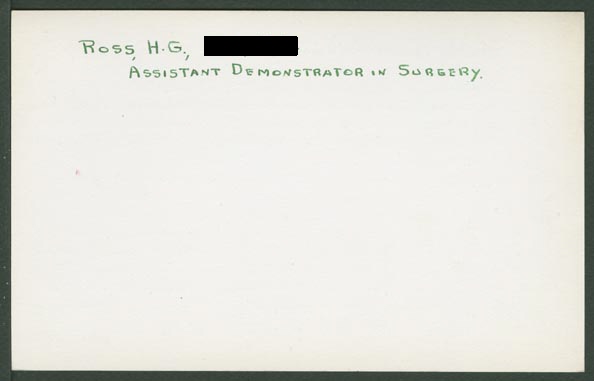 Ross, H.G.,
Assistant Demonstrator in Surgery.